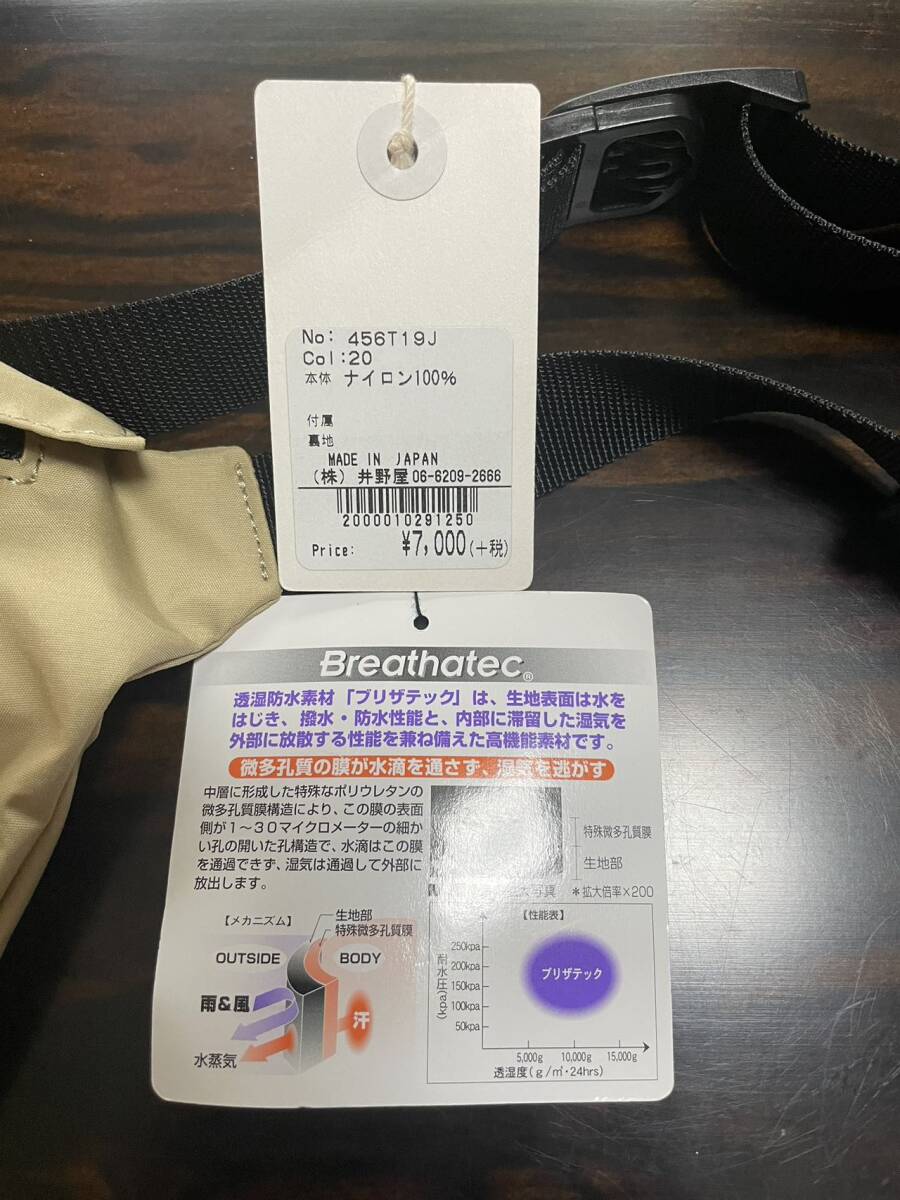 No: 456T19J
Col:20
本体 ナイロン100%
付属
裏地
MADE IN JAPAN
(株) 井野屋 06-6209-2666
2000010291250
Price: ¥7,000(+税)
Breathatec®
透湿防水素材「ブリザテック」は、生地表面は水を
はじき、撥水・防水性能と、内部に滞留した湿気を
外部に放散する性能を兼ね備えた高機能素材です。
微多孔質の膜が水滴を通さず、湿気を逃がす
中層に形成した特殊なポリウレタンの
微多孔質膜構造により、この膜の表面
側が1〜30マイクロメーターの細か
い孔の開いた孔構造で、水滴はこの膜
を通過できず、湿気は通過して外部に
放出します。
特殊微多孔質膜
生地部
写真 *拡大倍率×200
【メカニズム】
生地部
特殊微多孔質膜
OUTSIDE
BODY
雨&風
汗
水蒸気
【性能表】
250kpa
200kpa
150kpa
100kpa
50kpa
耐水圧(kpa)
ブリザテック
5,000g 10,000g 15,000g
透湿度(g/㎡・24hrs)